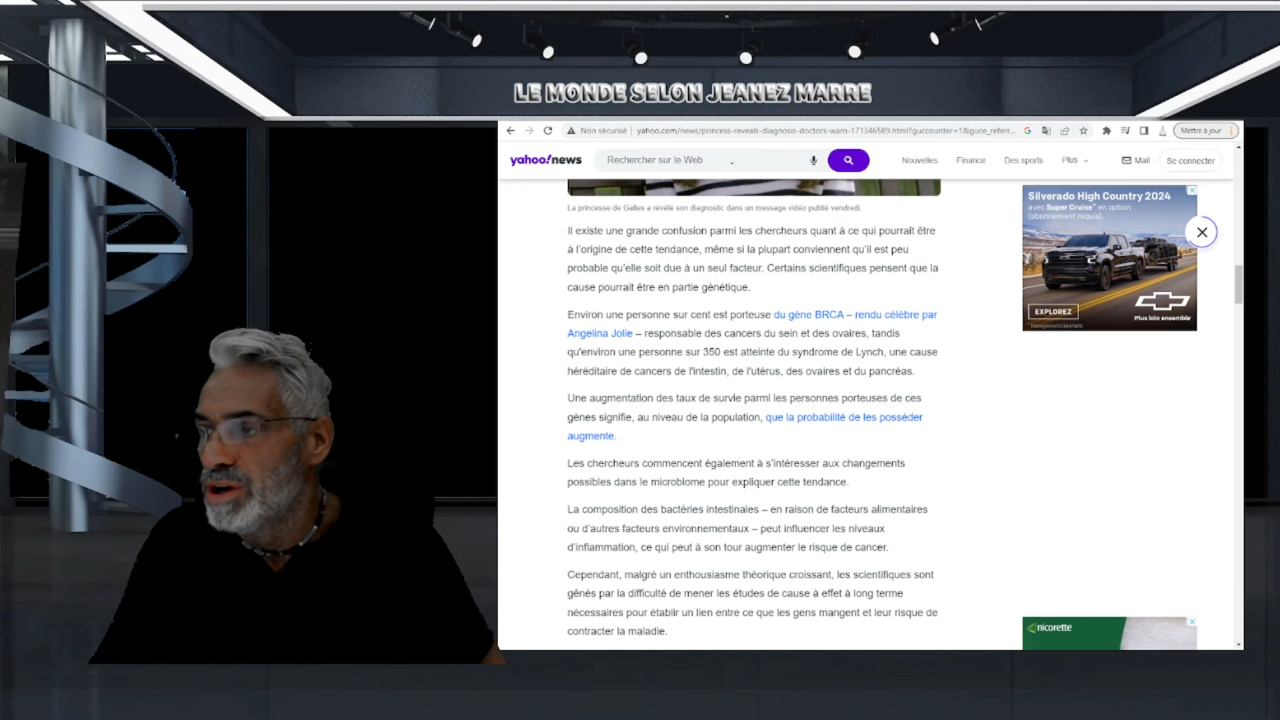 LE MONDE SELON JEANEZ MARRE
Non sécurisé | yahoo.com/news/princess-reveals-diagnosis-doctors-warn-171346589.html?guccounter=1&guce_referr...
Mettre à jour
yahoo!news
Rechercher sur le Web
Nouvelles Finance Des sports Plus Mail Se connecter
La princesse de Galles a révélé son diagnostic dans un message vidéo publié vendredi.
Il existe une grande confusion parmi les chercheurs quant à ce qui pourrait être
à l'origine de cette tendance, même si la plupart conviennent qu'il est peu
probable qu'elle soit due à un seul facteur. Certains scientifiques pensent que la
cause pourrait être en partie génétique.
Environ une personne sur cent est porteuse du gène BRCA – rendu célèbre par
Angelina Jolie – responsable des cancers du sein et des ovaires, tandis
qu'environ une personne sur 350 est atteinte du syndrome de Lynch, une cause
héréditaire de cancers de l'intestin, de l'utérus, des ovaires et du pancréas.
Une augmentation des taux de survie parmi les personnes porteuses de ces
gènes signifie, au niveau de la population, que la probabilité de les posséder
augmente.
Les chercheurs commencent également à s'intéresser aux changements
possibles dans le microbiome pour expliquer cette tendance.
La composition des bactéries intestinales – en raison de facteurs alimentaires
ou d'autres facteurs environnementaux – peut influencer les niveaux
d'inflammation, ce qui peut à son tour augmenter le risque de cancer.
Cependant, malgré un enthousiasme théorique croissant, les scientifiques sont
gênés par la difficulté de mener les études de cause à effet à long terme
nécessaires pour établir un lien entre ce que les gens mangent et leur risque de
contracter la maladie.
Silverado High Country 2024
avec Super Cruise™ en option
(abonnement requis).
EXPLOREZ
Plus loin ensemble
nicorette